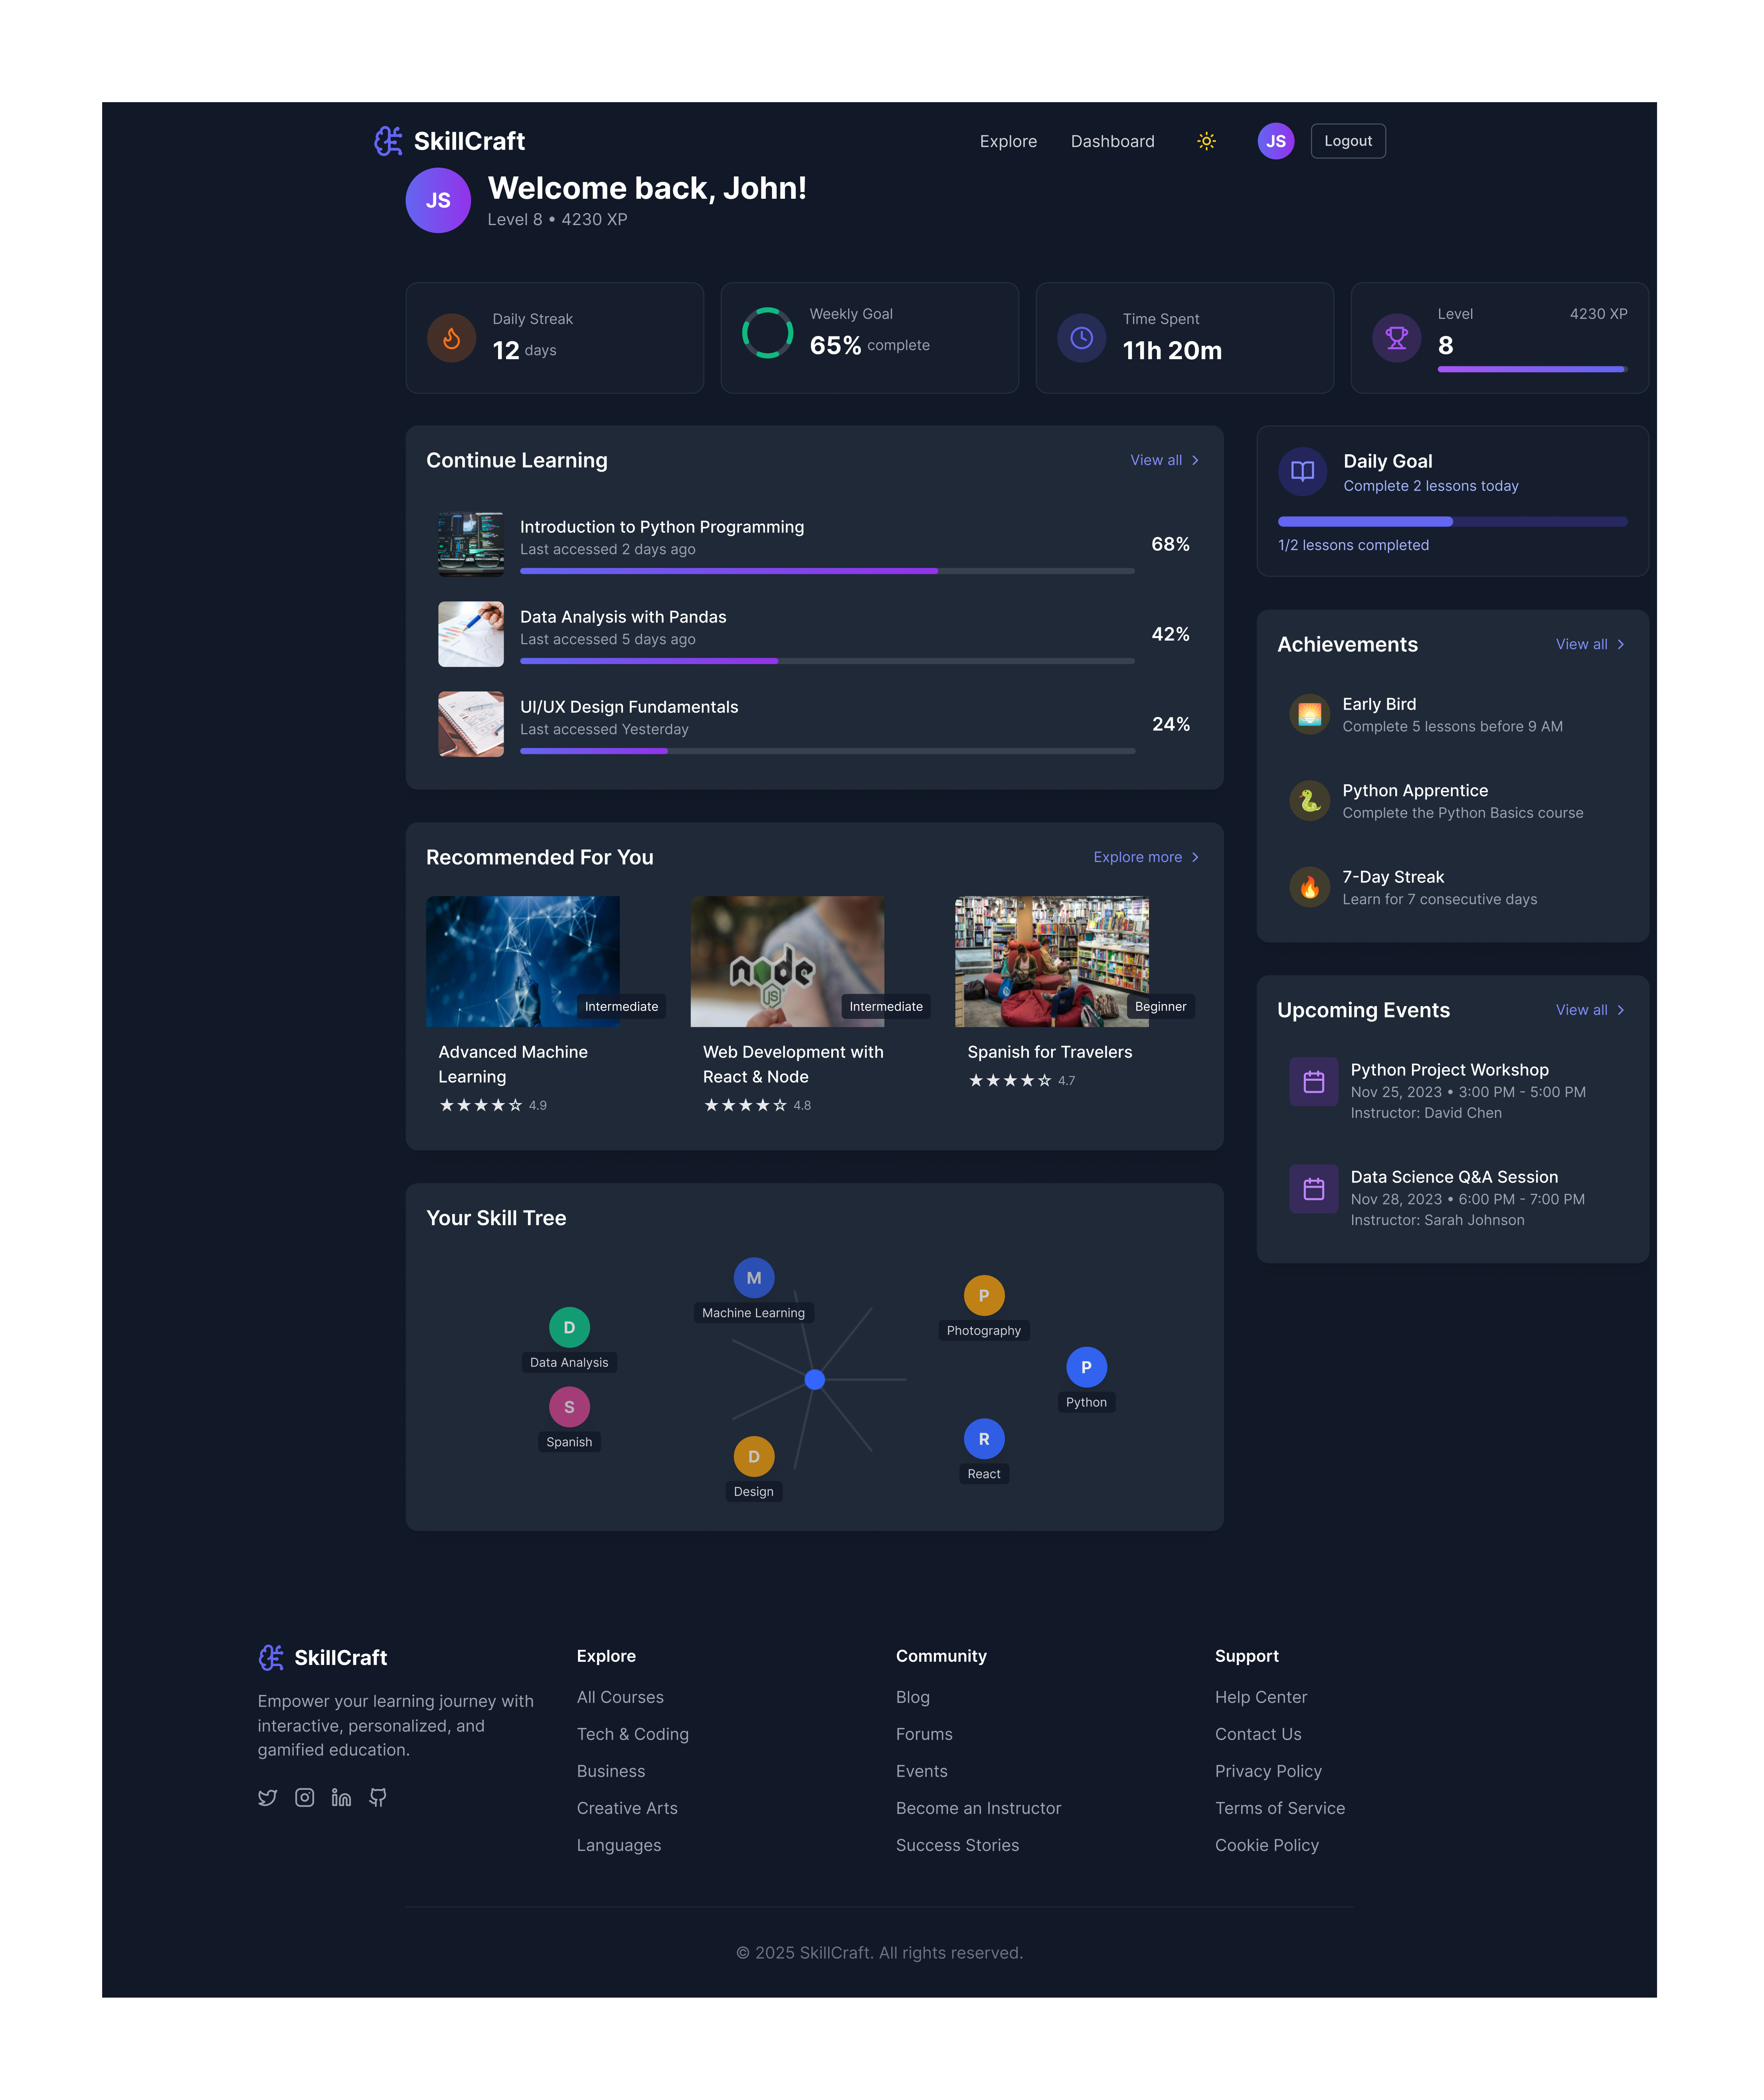 SkillCraft
Explore
Dashboard
JS
Logout
JS
Welcome back, John!
Level 8 • 4230 XP
Daily Streak
12 days
Weekly Goal
65% complete
Time Spent
11h 20m
Level
4230 XP
8
Continue Learning
View all
Introduction to Python Programming
Last accessed 2 days ago
68%
Data Analysis with Pandas
Last accessed 5 days ago
42%
UI/UX Design Fundamentals
Last accessed Yesterday
24%
Daily Goal
Complete 2 lessons today
1/2 lessons completed
Achievements
View all
Early Bird
Complete 5 lessons before 9 AM
Python Apprentice
Complete the Python Basics course
7-Day Streak
Learn for 7 consecutive days
Recommended For You
Explore more
Intermediate
Advanced Machine
Learning
★★★★☆ 4.9
node
JS
Intermediate
Web Development with
React & Node
★★★★☆ 4.8
Beginner
Spanish for Travelers
★★★★☆ 4.7
Upcoming Events
View all
Python Project Workshop
Nov 25, 2023 • 3:00 PM - 5:00 PM
Instructor: David Chen
Data Science Q&A Session
Nov 28, 2023 • 6:00 PM - 7:00 PM
Instructor: Sarah Johnson
Your Skill Tree
M
Machine Learning
P
Photography
D
Data Analysis
P
Python
S
Spanish
R
React
D
Design
SkillCraft
Empower your learning journey with
interactive, personalized, and
gamified education.
Explore
All Courses
Tech & Coding
Business
Creative Arts
Languages
Community
Blog
Forums
Events
Become an Instructor
Success Stories
Support
Help Center
Contact Us
Privacy Policy
Terms of Service
Cookie Policy
© 2025 SkillCraft. All rights reserved.